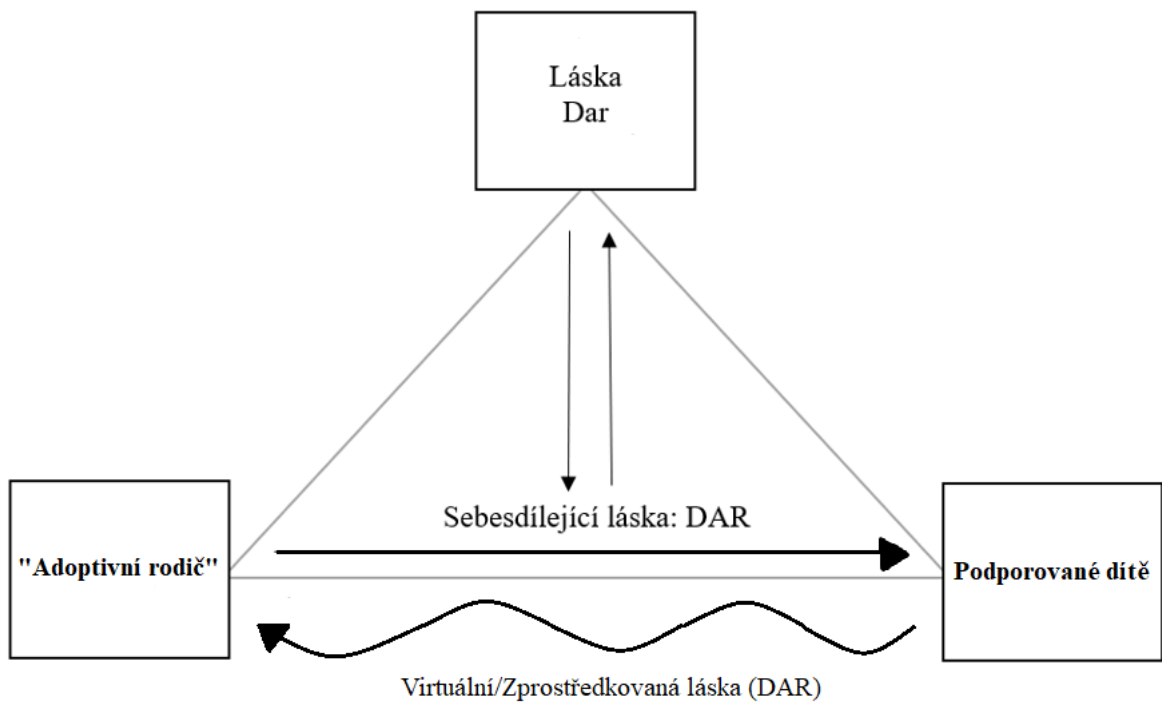 Láska
Dar
Sebesdílející láska: DAR
"Adoptivní rodič"
Podporované dítě
Virtuální/Zprostředkovaná láska (DAR)